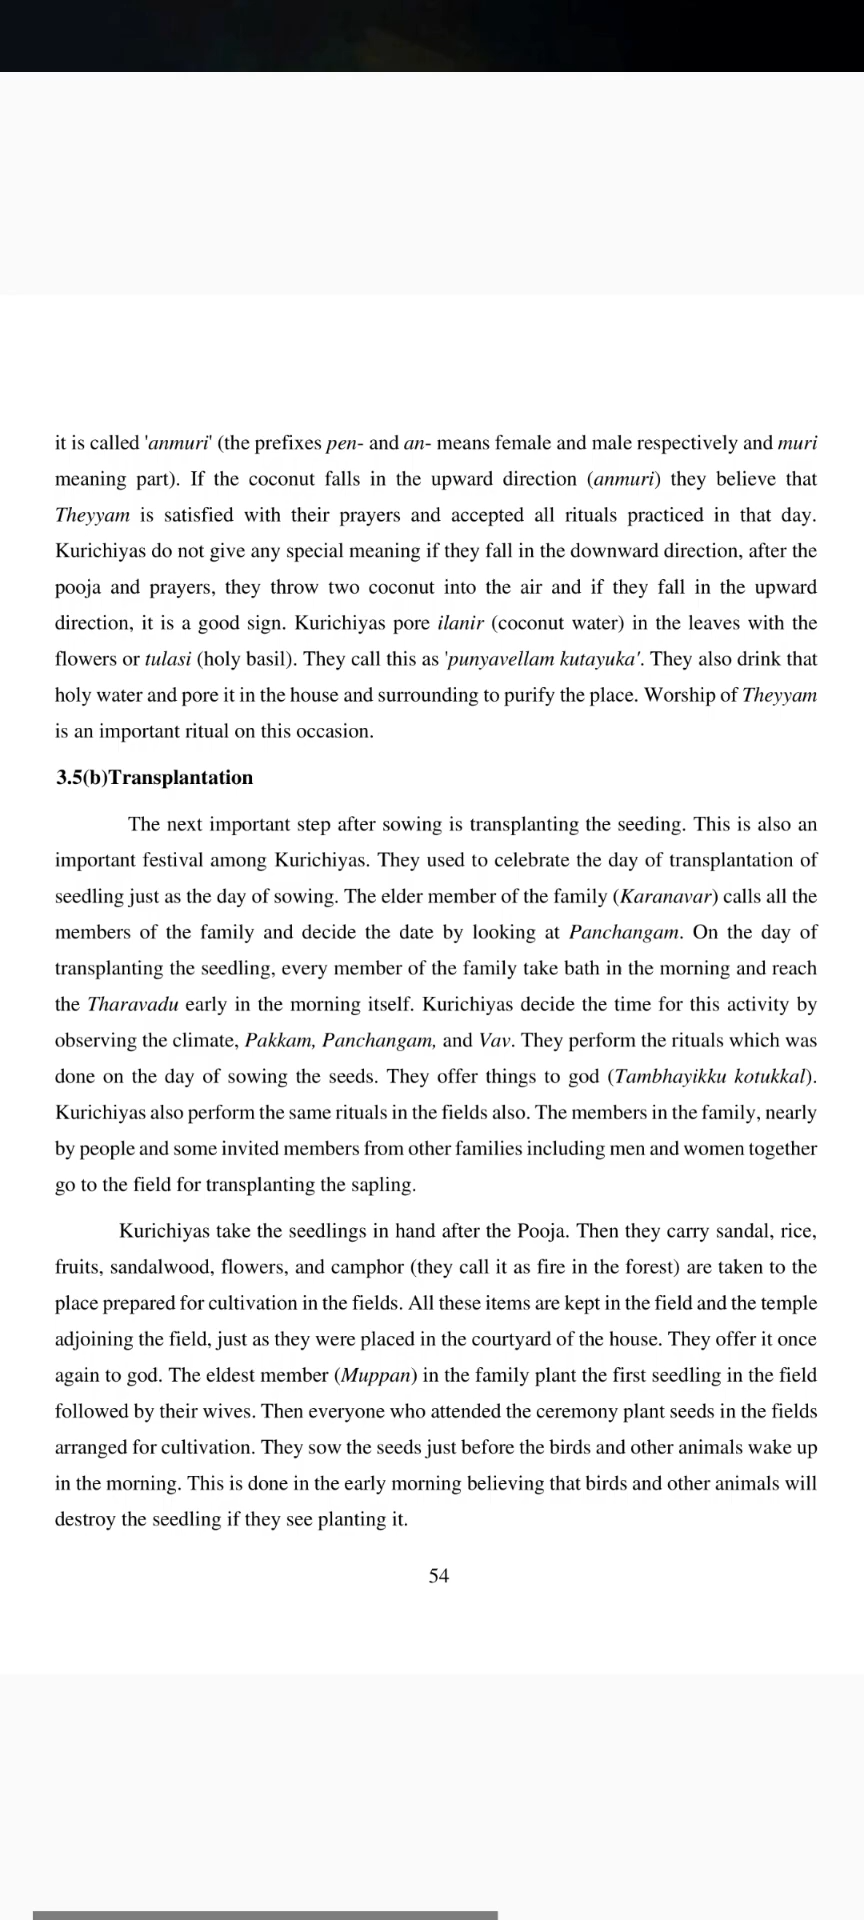 it is called 'anmuri' (the prefixes pen- and an- means female and male respectively and muri
meaning part). If the coconut falls in the upward direction (anmuri) they believe that
Theyyam is satisfied with their prayers and accepted all rituals practiced in that day.
Kurichiyas do not give any special meaning if they fall in the downward direction, after the
pooja and prayers, they throw two coconut into the air and if they fall in the upward
direction, it is a good sign. Kurichiyas pore ilanir (coconut water) in the leaves with the
flowers or tulasi (holy basil). They call this as 'punyavellam kutayuka'. They also drink that
holy water and pore it in the house and surrounding to purify the place. Worship of Theyyam
is an important ritual on this occasion.
3.5(b)Transplantation
The next important step after sowing is transplanting the seeding. This is also an
important festival among Kurichiyas. They used to celebrate the day of transplantation of
seedling just as the day of sowing. The elder member of the family (Karanavar) calls all the
members of the family and decide the date by looking at Panchangam. On the day of
transplanting the seedling, every member of the family take bath in the morning and reach
the Tharavadu early in the morning itself. Kurichiyas decide the time for this activity by
observing the climate, Pakkam, Panchangam, and Vav. They perform the rituals which was
done on the day of sowing the seeds. They offer things to god (Tambhayikku kotukkal).
Kurichiyas also perform the same rituals in the fields also. The members in the family, nearly
by people and some invited members from other families including men and women together
go to the field for transplanting the sapling.
Kurichiyas take the seedlings in hand after the Pooja. Then they carry sandal, rice,
fruits, sandalwood, flowers, and camphor (they call it as fire in the forest) are taken to the
place prepared for cultivation in the fields. All these items are kept in the field and the temple
adjoining the field, just as they were placed in the courtyard of the house. They offer it once
again to god. The eldest member (Muppan) in the family plant the first seedling in the field
followed by their wives. Then everyone who attended the ceremony plant seeds in the fields
arranged for cultivation. They sow the seeds just before the birds and other animals wake up
in the morning. This is done in the early morning believing that birds and other animals will
destroy the seedling if they see planting it.
54